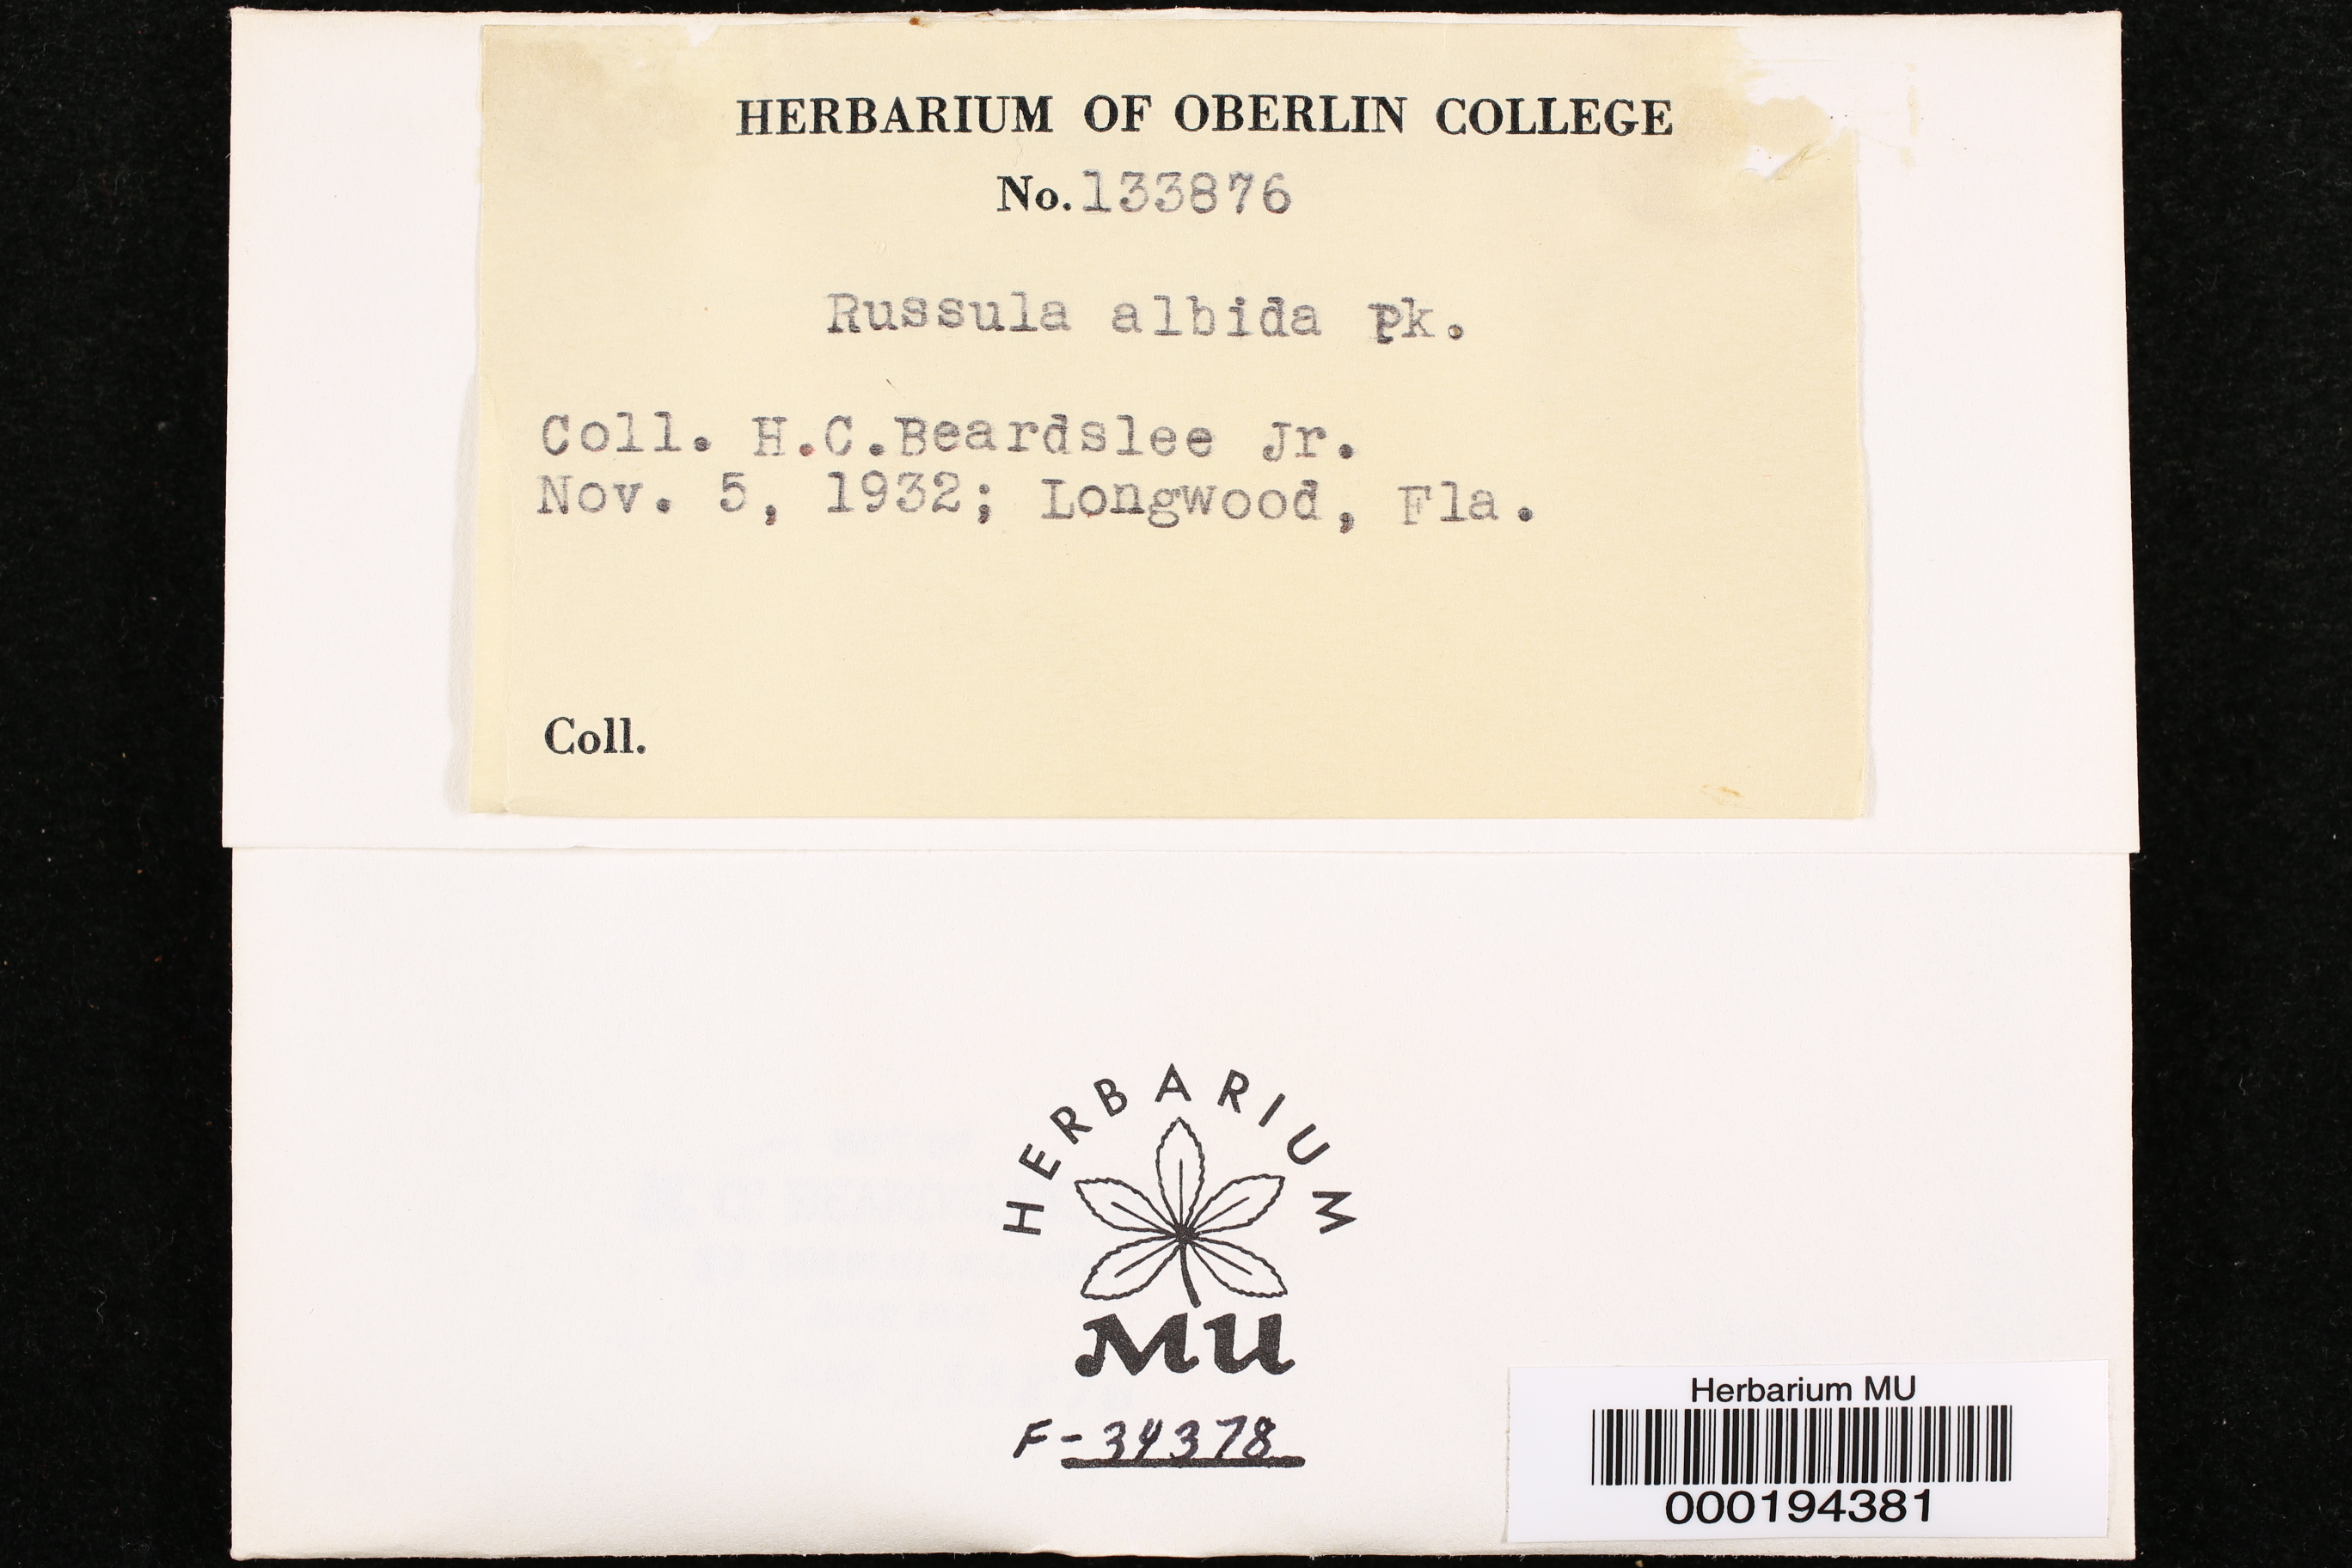 HERBARIUM OF OBERLIN COLLEGE
No. 133876
Russula albida Pk.
Coll. H.C.Beardslee Jr.
Nov. 5, 1932; Longwood, Fla.
Coll.
HERBARIUM
MU
F-34378
Herbarium MU
000194381